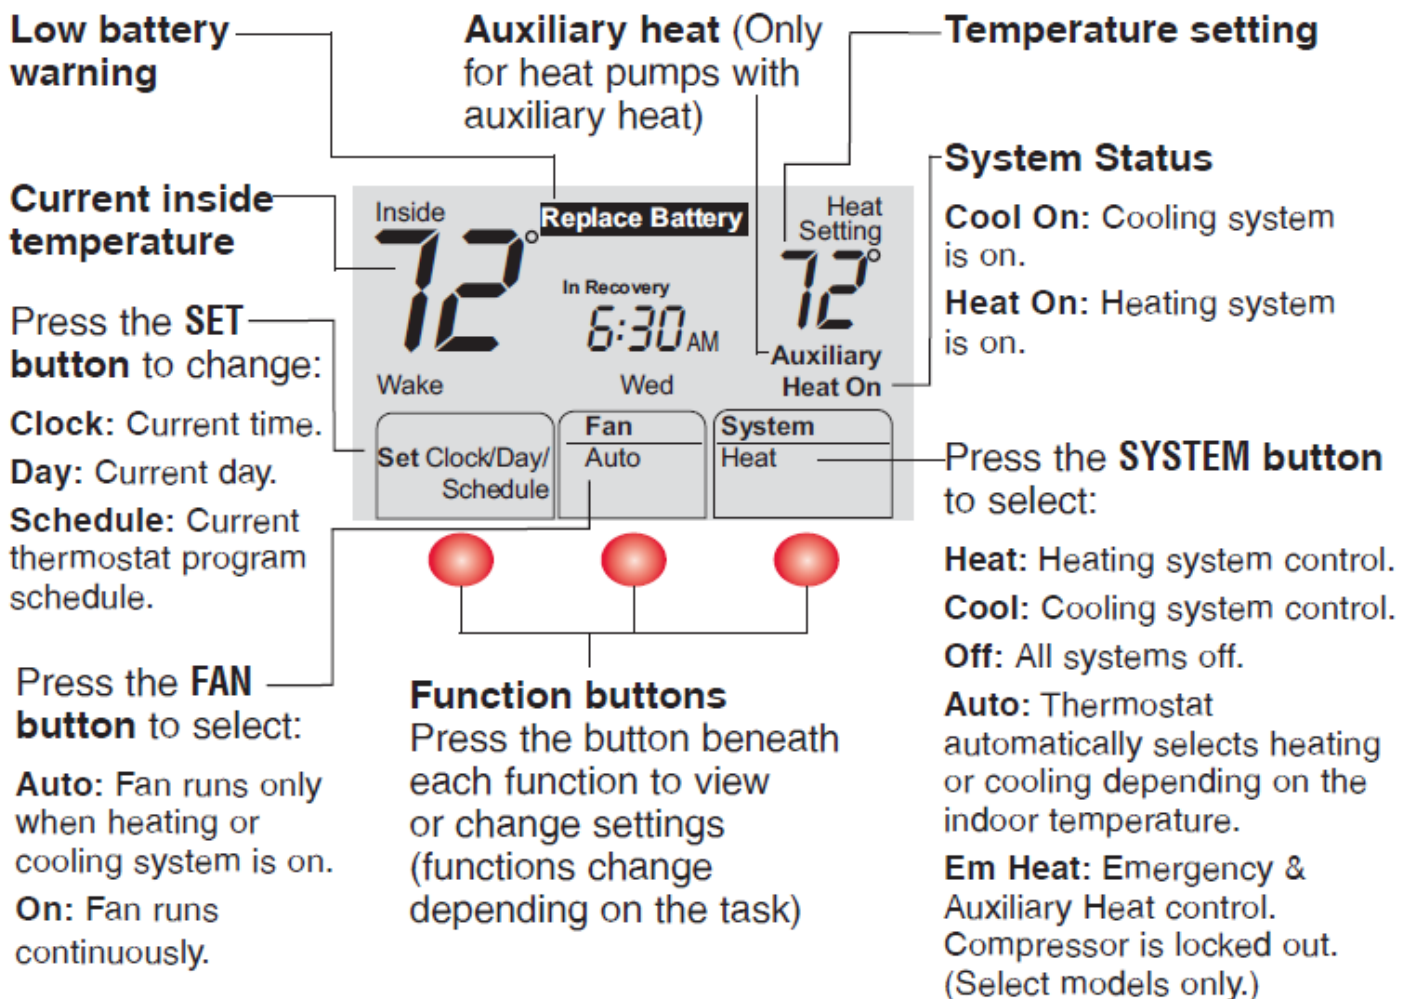 Low battery
warning
Auxiliary heat (Only
for heat pumps with
auxiliary heat)
Temperature setting
Current inside
temperature
Press the SET
button to change:
Clock: Current time.
Day: Current day.
Schedule: Current
thermostat program
schedule.
Press the FAN
button to select:
Auto: Fan runs only
when heating or
cooling system is on.
On: Fan runs
continuously.
Inside
72°
Replace Battery
Heat
Setting
72°
In Recovery
6:30 AM
Auxiliary
Heat On
Wake
Wed
Set Clock/Day/
Schedule
Fan
Auto
System
Heat
Function buttons
Press the button beneath
each function to view
or change settings
(functions change
depending on the task)
System Status
Cool On: Cooling system
is on.
Heat On: Heating system
is on.
Press the SYSTEM button
to select:
Heat: Heating system control.
Cool: Cooling system control.
Off: All systems off.
Auto: Thermostat
automatically selects heating
or cooling depending on the
indoor temperature.
Em Heat: Emergency &
Auxiliary Heat control.
Compressor is locked out.
(Select models only.)